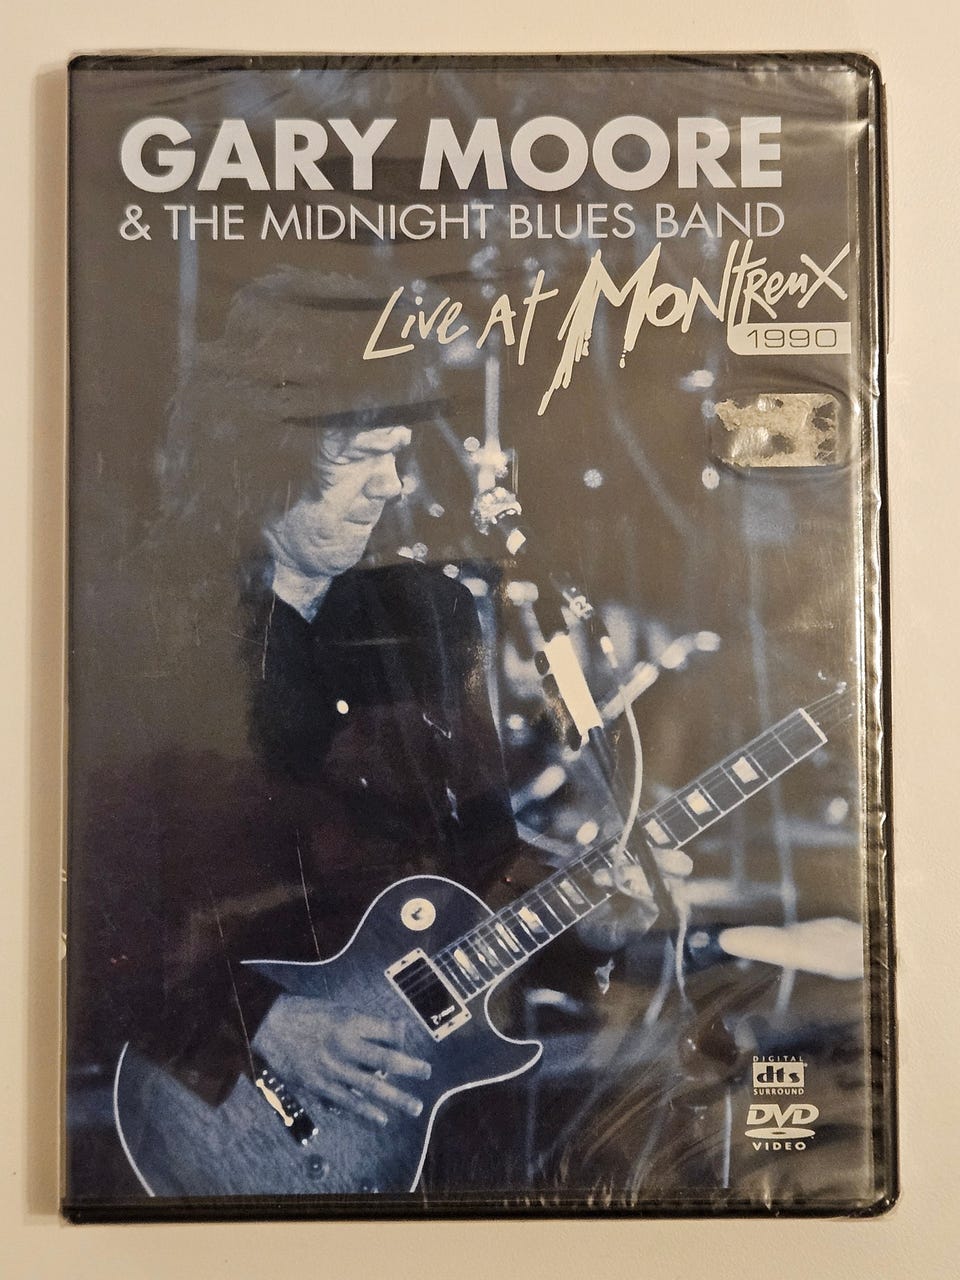 GARY MOORE
& THE MIDNIGHT BLUES BAND
Live At Montreux
1990
DIGITAL
dts
SURROUND
DVD
VIDEO